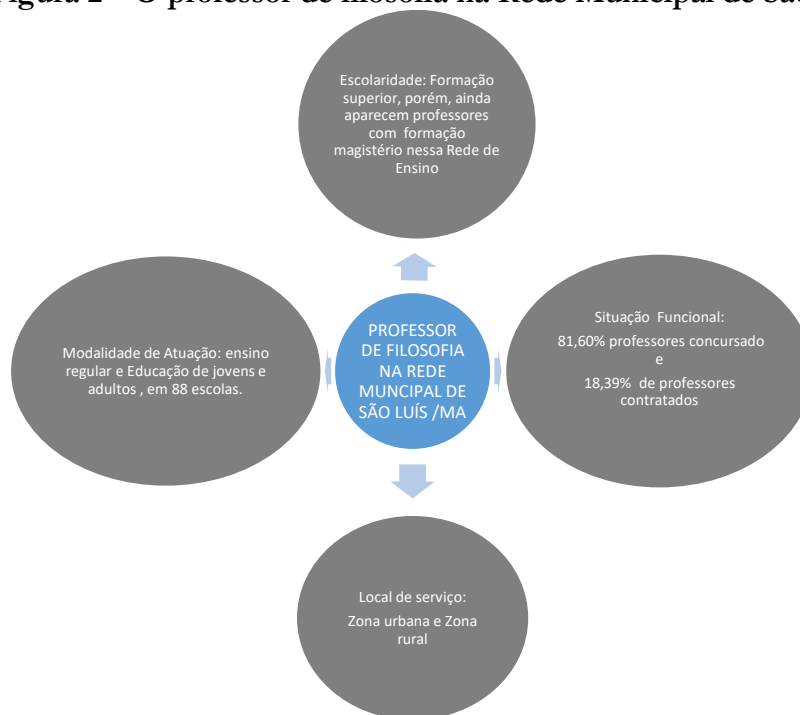 Figura 2 – O professor de filosofia na Rede Municipal de
Escolaridade: Formação
superior, porém, ainda
aparecem professores
com formação
magistério nessa Rede de
Ensino
Modalidade de Atuação: ensino
regular e Educação de jovens e
adultos , em 88 escolas.
PROFESSOR
DE FILOSOFIA
NA REDE
MUNCIPAL DE
SÃO LUÍS /MA
Situação Funcional:
81,60% professores concursado
e
18,39% de professores
contratados
Local de serviço:
Zona urbana e Zona
rural